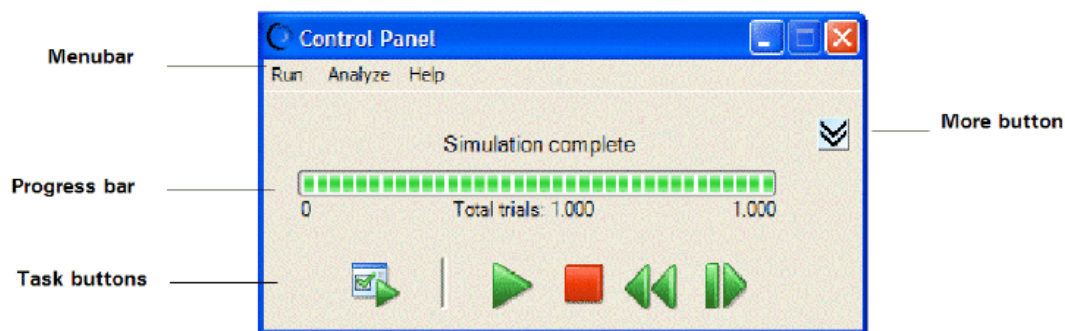 Control Panel
Menubar
Run Analyze Help
More button
Simulation complete
Progress bar
0 Total trials: 1.000 1.000
Task buttons